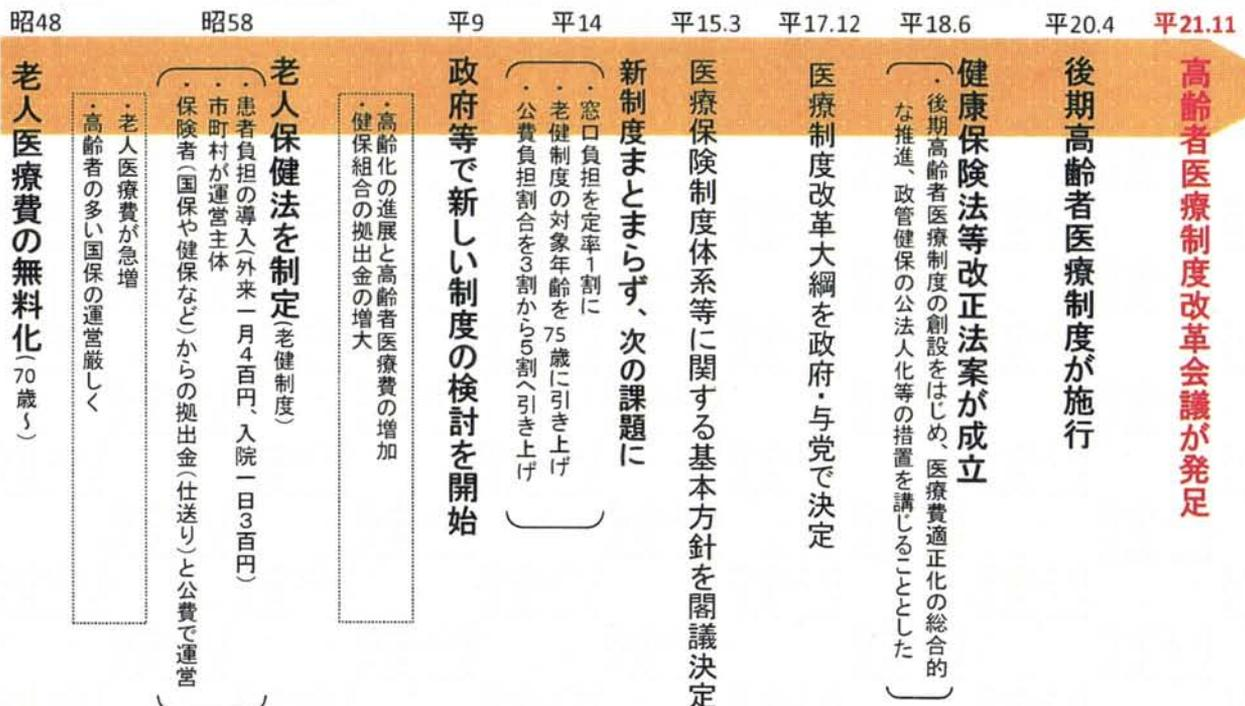 昭48
昭58
平9
平14
平15.3
平17.12
平18.6
平20.4
平21.11
老人医療費の無料化(70歳~)
・老人医療費が急増
・高齢者の多い国保の運営厳しく
老人保健法を制定(老健制度)
・患者負担の導入(外来一月4百円、入院一日3百円)
・市町村が運営主体
・保険者(国保や健保など)からの拠出金(仕送り)と公費で運営
・高齢化の進展と高齢者医療費の増加
・健保組合の拠出金の増大
政府等で新しい制度の検討を開始
新制度まとまらず、次の課題に
・窓口負担を定率1割に
・老健制度の対象年齢を75歳に引き上げ
・公費負担割合を3割から5割へ引き上げ
医療保険制度体系等に関する基本方針を閣議決定
医療制度改革大綱を政府・与党で決定
健康保険法等改正法案が成立
・後期高齢者医療制度の創設をはじめ、医療費適正化の総合的
な推進、政管健保の公法人化等の措置を講じることとした
後期高齢者医療制度が施行
高齢者医療制度改革会議が発足